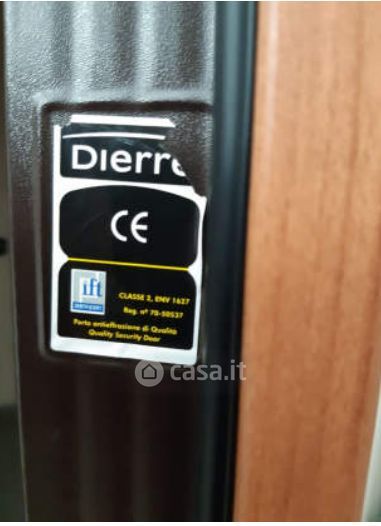 Dierre
CE
ift
CLASSE 2, ENV 1627
Reg. n° 70-50537
Porta antieffrazione di Qualità
Quality Security Door
casa.it